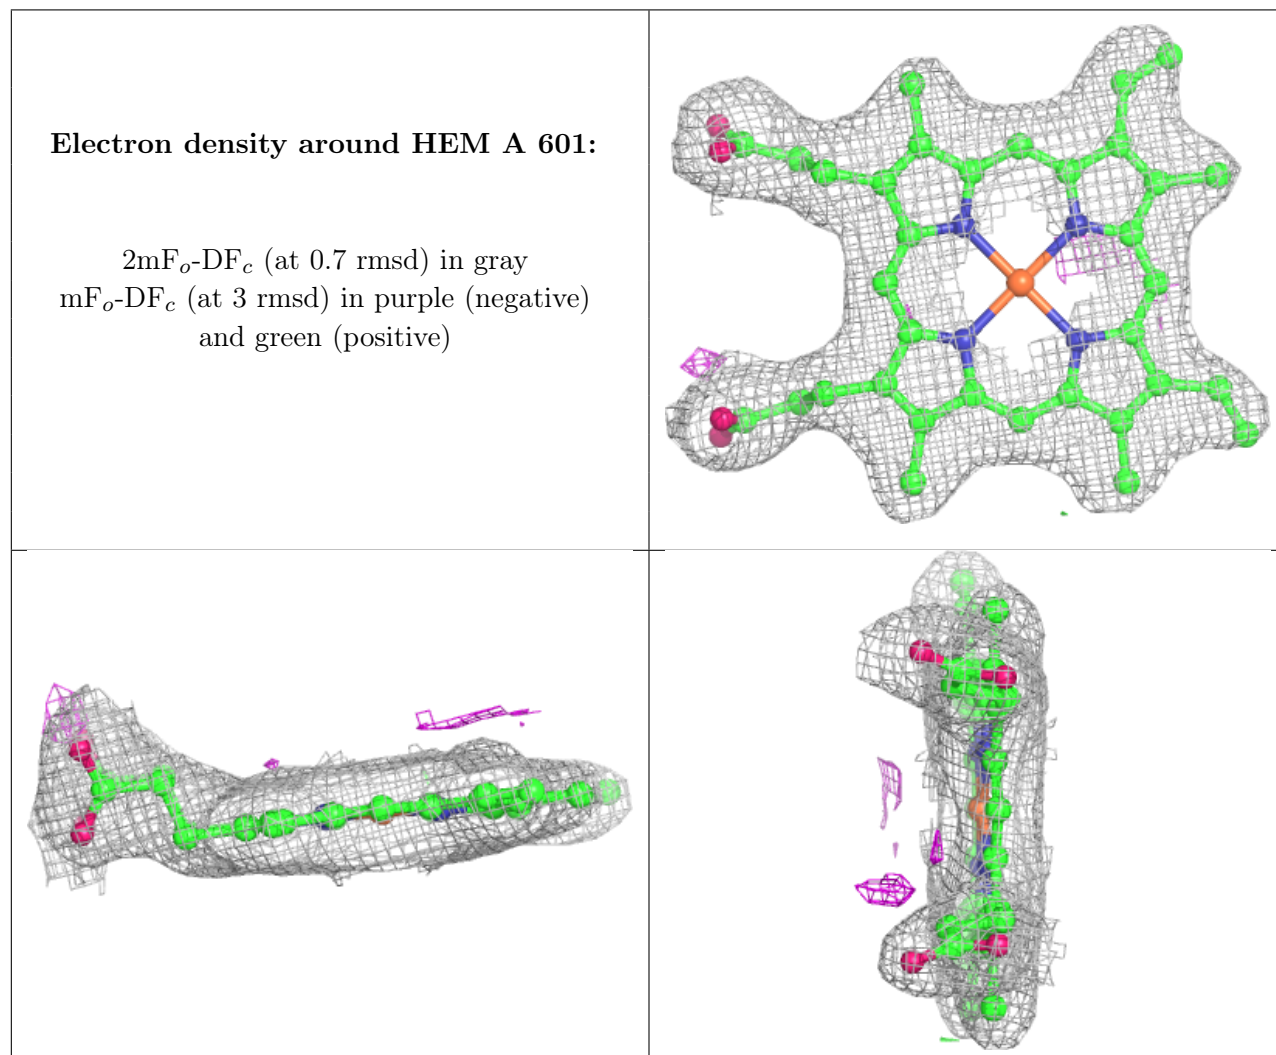 Electron density around HEM A 601:
2mFo-DFc (at 0.7 rmsd) in gray
mFo-DFc (at 3 rmsd) in purple (negative)
and green (positive)